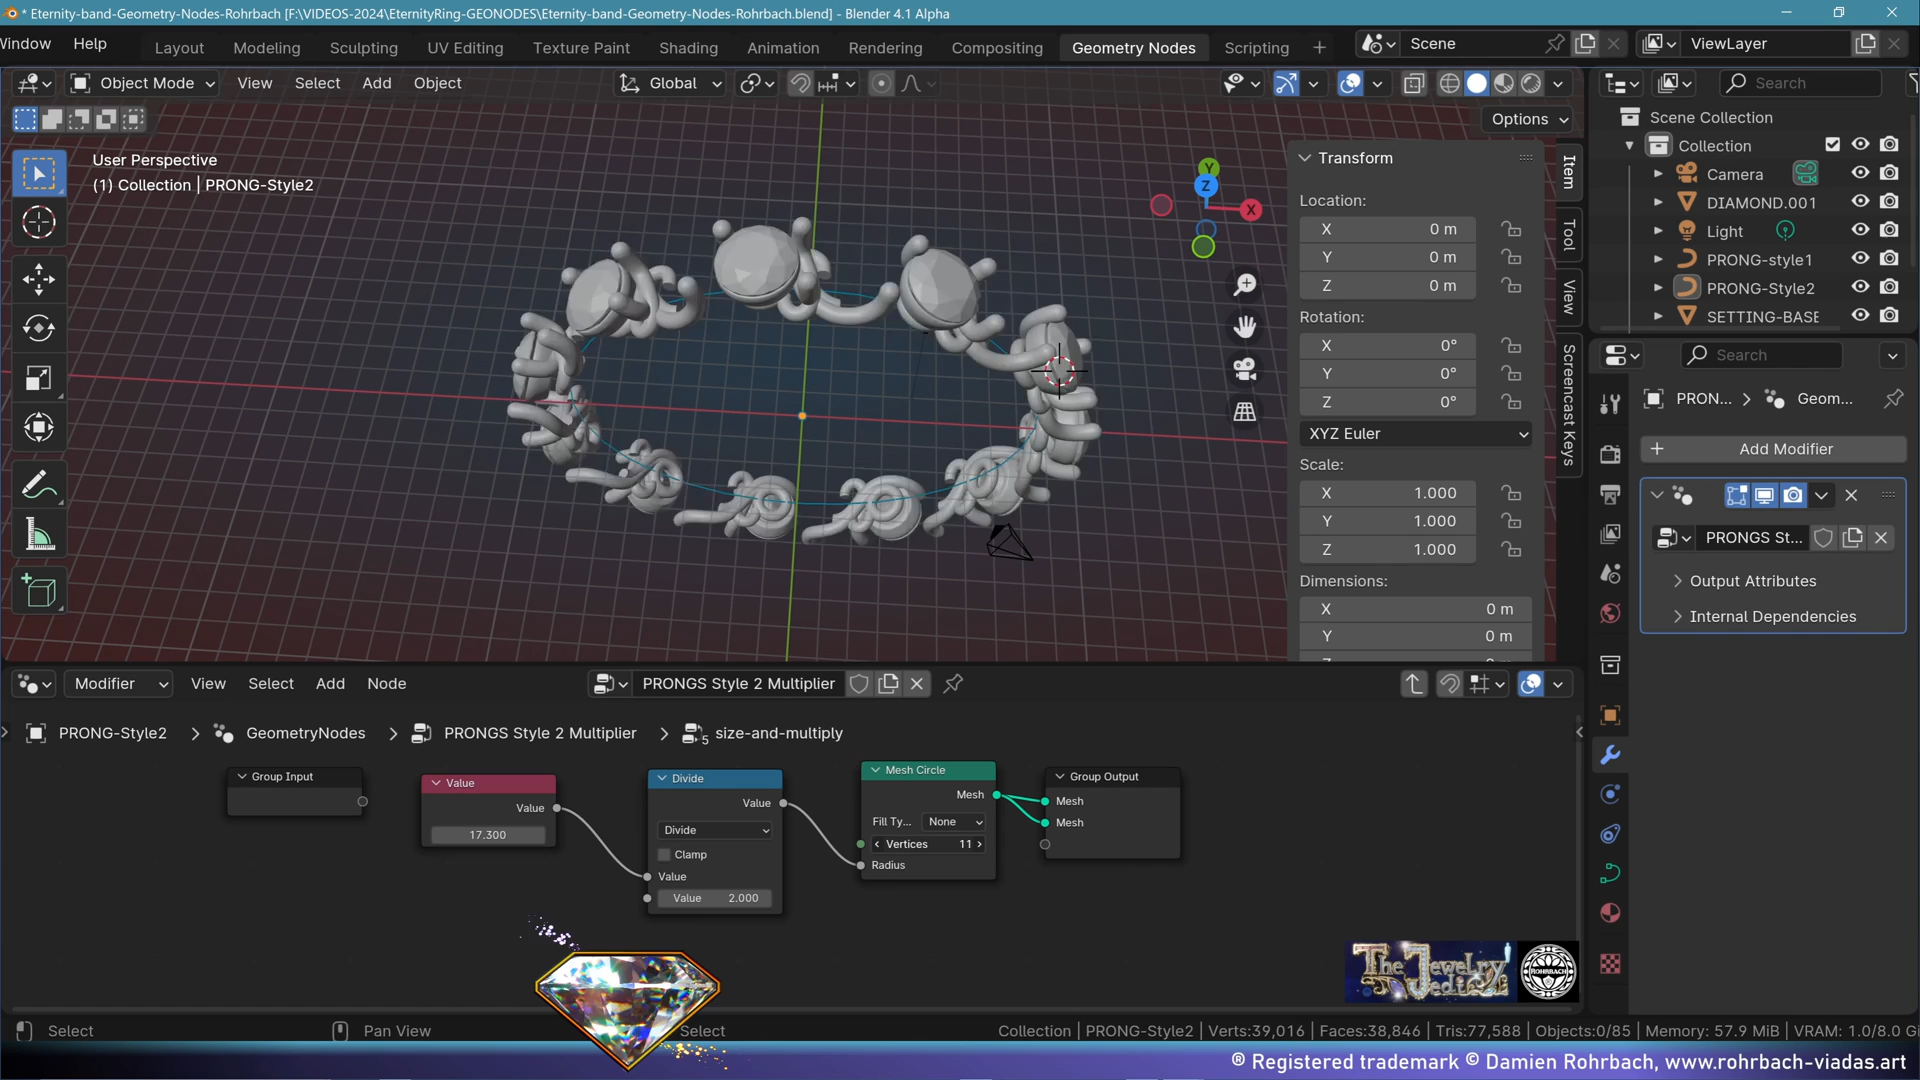 * Eternity-band-Geometry-Nodes-Rohrbach [F:\VIDEOS-2024\EternityRing-GEONODES\Eternity-band-Geometry-Nodes-Rohrbach.blend] - Blender 4.1 Alpha
Window Help Layout Modeling Sculpting UV Editing Texture Paint Shading Animation Rendering Compositing Geometry Nodes Scripting + Scene ViewLayer
Object Mode View Select Add Object Global Search
Options
User Perspective
(1) Collection | PRONG-Style2
Y
Z
X
Transform
Location:
X 0 m
Y 0 m
Z 0 m
Rotation:
X 0°
Y 0°
Z 0°
XYZ Euler
Scale:
X 1.000
Y 1.000
Z 1.000
Dimensions:
X 0 m
Y 0 m
Item
Tool
View
Screencast Keys
Scene Collection
Collection
Camera
DIAMOND.001
Light
PRONG-style1
PRONG-Style2
SETTING-BASE
Search
PRON... > Geom...
+ Add Modifier
PRONGS St...
Output Attributes
Internal Dependencies
Modifier View Select Add Node PRONGS Style 2 Multiplier
PRONG-Style2 > GeometryNodes > PRONGS Style 2 Multiplier > 5 size-and-multiply
Group Input
Value
Value
17.300
Divide
Value
Divide
Clamp
Value
Value 2.000
Mesh Circle
Mesh
Fill Ty... None
Vertices 11
Radius
Group Output
Mesh
Mesh
The Jewelry Jedi
ROHRBACH
Select Pan View Select Collection | PRONG-Style2 | Verts:39,016 | Faces:38,846 | Tris:77,588 | Objects:0/85 | Memory: 57.9 MiB | VRAM: 1.0/8.0 G
® Registered trademark © Damien Rohrbach, www.rohrbach-viadas.art